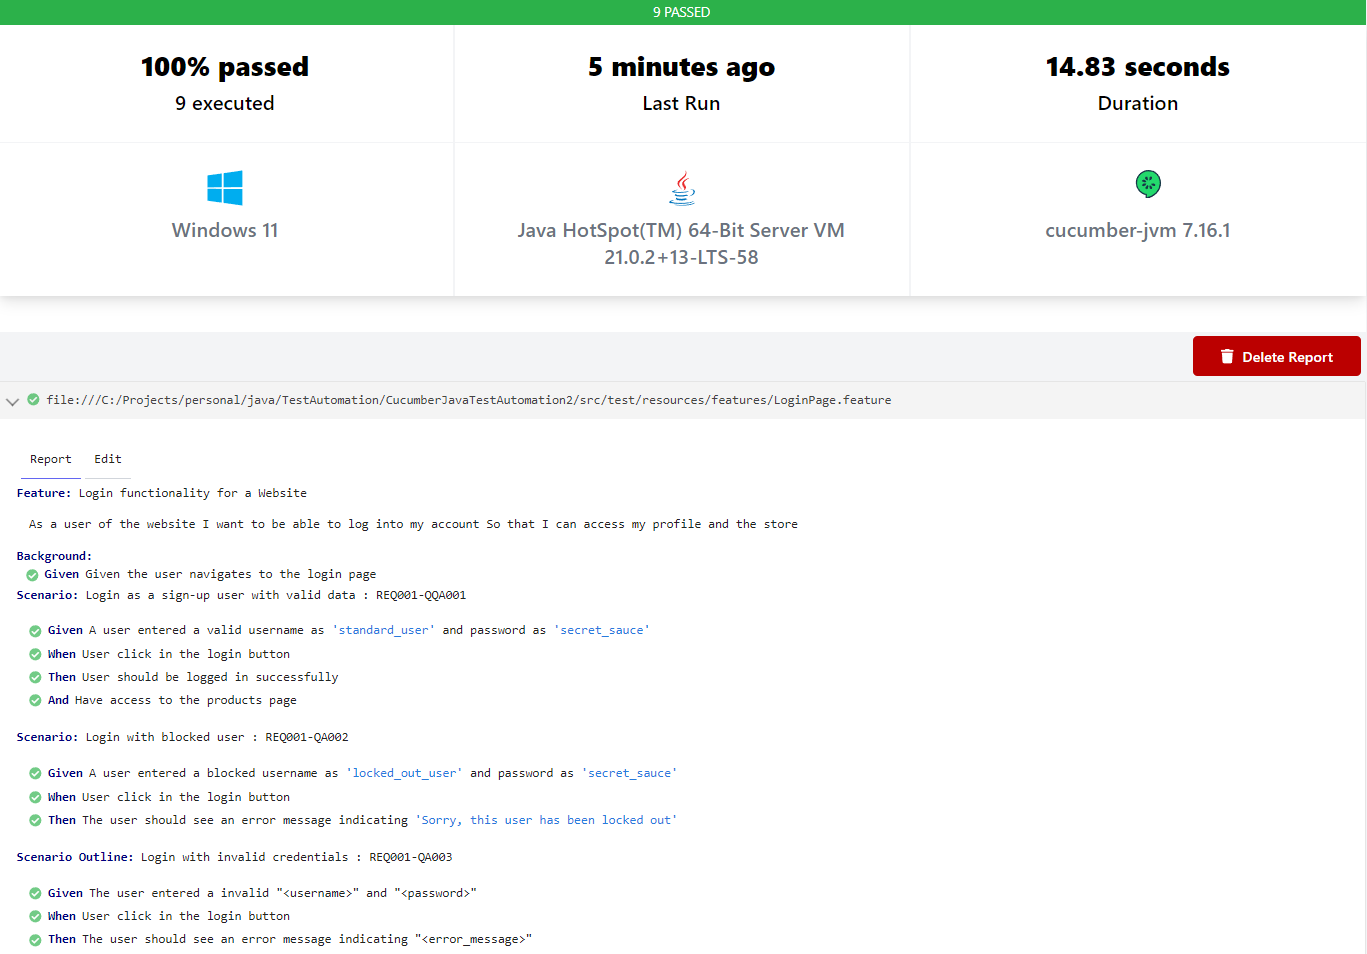 9 PASSED
100% passed
9 executed
5 minutes ago
Last Run
14.83 seconds
Duration
Windows 11
Java HotSpot(TM) 64-Bit Server VM
21.0.2+13-LTS-58
cucumber-jvm 7.16.1
Delete Report
file:///C:/Projects/personal/java/TestAutomation/CucumberJavaTestAutomation2/src/test/resources/features/LoginPage.feature
Report Edit
Feature: Login functionality for a Website
As a user of the website I want to be able to log into my account So that I can access my profile and the store
Background:
Given Given the user navigates to the login page
Scenario: Login as a sign-up user with valid data : REQ001-QQA001
Given A user entered a valid username as 'standard_user' and password as 'secret_sauce'
When User click in the login button
Then User should be logged in successfully
And Have access to the products page
Scenario: Login with blocked user : REQ001-QA002
Given A user entered a blocked username as 'locked_out_user' and password as 'secret_sauce'
When User click in the login button
Then The user should see an error message indicating 'Sorry, this user has been locked out'
Scenario Outline: Login with invalid credentials : REQ001-QA003
Given The user entered a invalid "<username>" and "<password>"
When User click in the login button
Then The user should see an error message indicating "<error_message>"